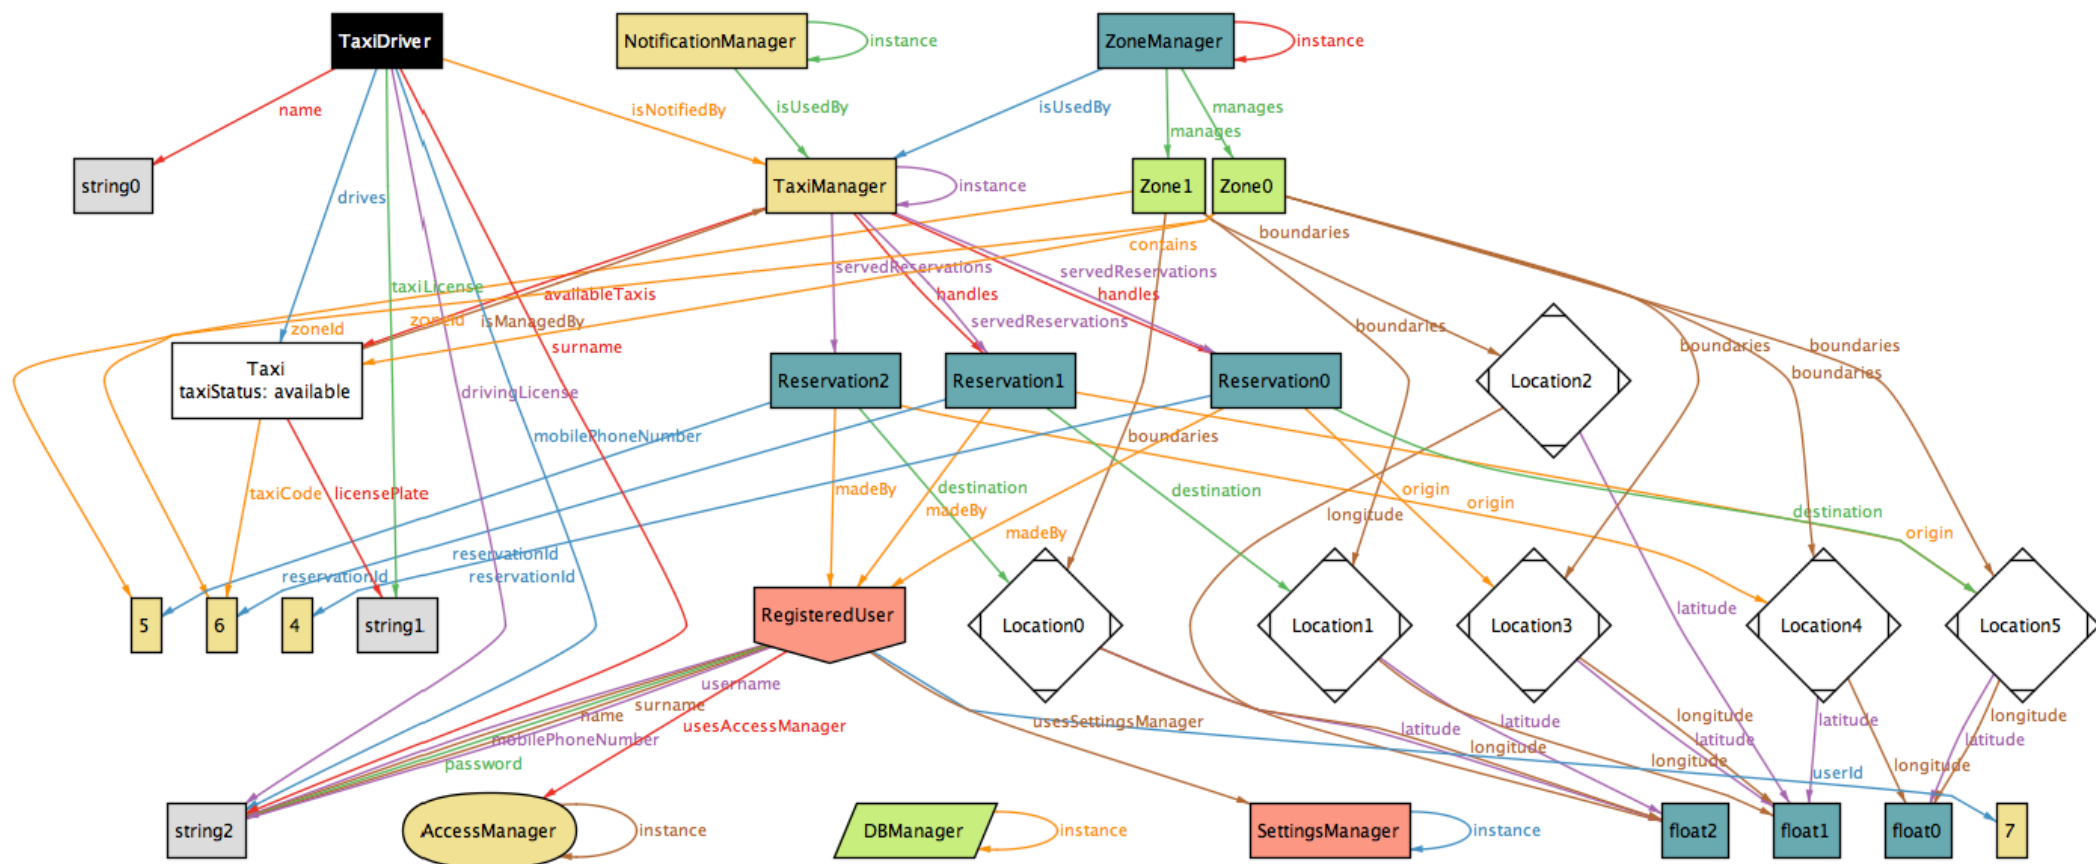 TaxiDriver
NotificationManager
instance
ZoneManager
instance
name
isNotifiedBy
isUsedBy
isUsedBy
manages
manages
string0
drives
TaxiManager
instance
Zone1
Zone0
contains
boundaries
servedReservations
servedReservations
taxiLicense
availableTaxis
handles
handles
zoneId
zoneId
isManagedBy
servedReservations
boundaries
surname
boundaries
boundaries
boundaries
Taxi
taxiStatus: available
drivingLicense
Reservation2
Reservation1
Reservation0
Location2
mobilePhoneNumber
boundaries
taxiCode
licensePlate
madeBy
destination
destination
origin
origin
madeBy
longitude
destination
madeBy
origin
reservationId
reservationId
reservationId
latitude
5
6
4
string1
RegisteredUser
Location0
Location1
Location3
Location4
Location5
username
surname
name
usesAccessManager
mobilePhoneNumber
password
usesSettingsManager
latitude
longitude
latitude
longitude
latitude
longitude
latitude
longitude
longitude
latitude
userId
string2
AccessManager
instance
DBManager
instance
SettingsManager
instance
float2
float1
float0
7